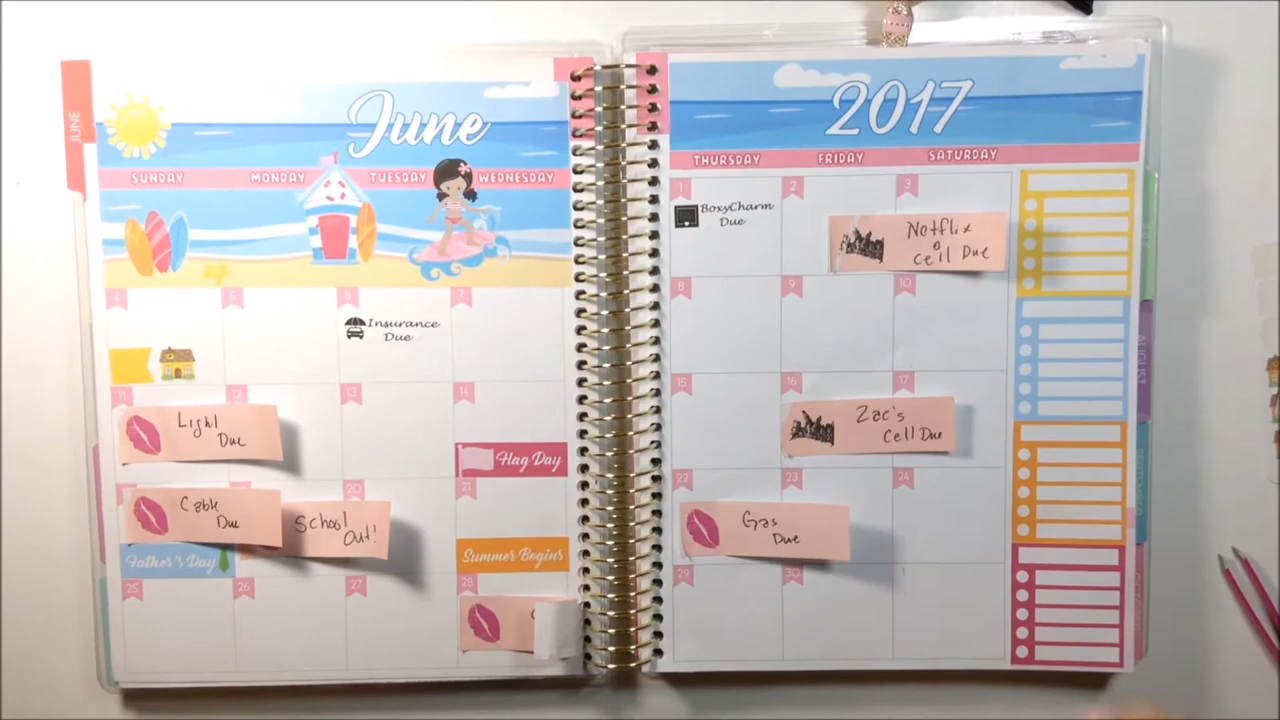 JUNE
June
2017
SUNDAY MONDAY TUESDAY WEDNESDAY
THURSDAY FRIDAY SATURDAY
1 2 3
BoxyCharm
Due
Netflix
Cell Due
4 5 6 7
Insurance
Due
8 9 10
11 12 13 14
Light
Due
Flag Day
15 16 17
Zac's
Cell Due
20 21
Cable
Due
School
Out!
Father's Day
Summer Begins
22 23 24
Gas
Due
25 26 27 28
29 30
AUGUST